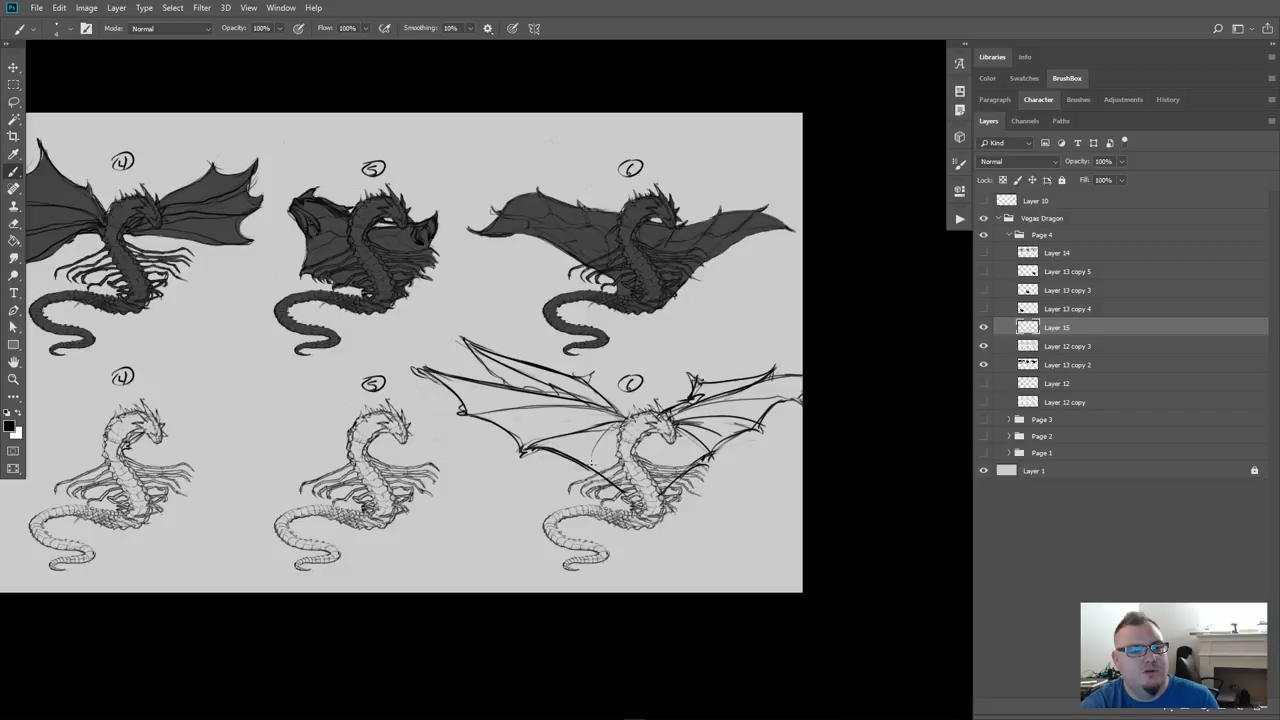 Ps File Edit Image Layer Type Select Filter 3D View Window Help
4 Mode: Normal Opacity: 100% Flow: 100% Smoothing: 10%
Libraries Info
Color Swatches BrushBox
Paragraph Character Brushes Adjustments History
Layers Channels Paths
Kind
Normal Opacity: 100%
Lock: Fill: 100%
Layer 10
Vegas Dragon
Page 4
Layer 14
Layer 13 copy 5
Layer 13 copy 3
Layer 13 copy 4
Layer 15
Layer 12 copy 3
Layer 13 copy 2
Layer 12
Layer 12 copy
Page 3
Page 2
Page 1
Layer 1
4 5 6
4 5 6